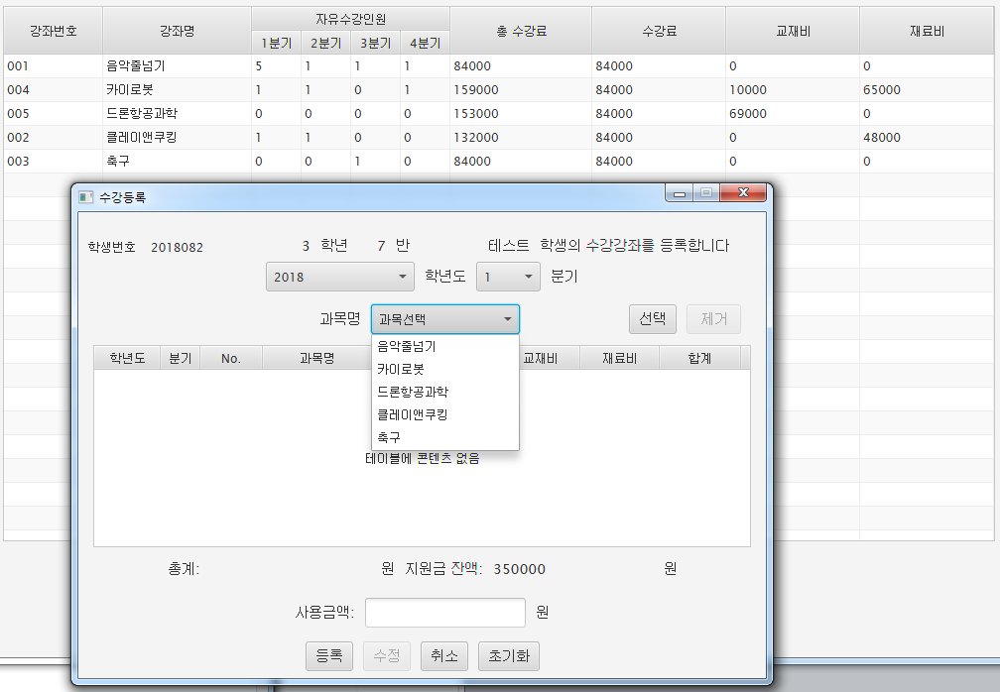 강좌번호 강좌명 자유수강인원 총 수강료 수강료 교재비 재료비
1분기 2분기 3분기 4분기
001 음악줄넘기 5 1 1 1 84000 84000 0 0
004 카이로봇 1 1 0 1 159000 84000 10000 65000
005 드론항공과학 0 0 0 0 153000 84000 69000 0
002 클레이앤쿠킹 1 1 0 0 132000 84000 0 48000
003 축구 0 0 1 0 84000 84000 0 0
수강등록
학생번호 2018082 3 학년 7 반 테스트 학생의 수강강좌를 등록합니다
2018 학년도 1 분기
과목명 과목선택 선택 제거
음악줄넘기
카이로봇
드론항공과학
클레이앤쿠킹
축구
학년도 분기 No. 과목명 교재비 재료비 합계
테이블에 콘텐츠 없음
총계: 원 지원금 잔액: 350000 원
사용금액: 원
등록 수정 취소 초기화